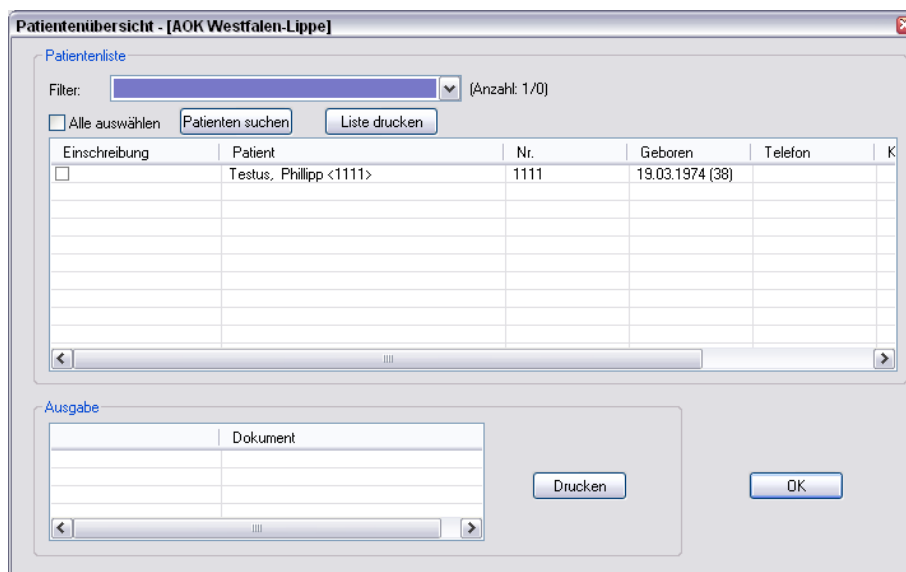 Patientenübersicht - [AOK Westfalen-Lippe]
Patientenliste
Filter: (Anzahl: 1/0)
Alle auswählen Patienten suchen Liste drucken
Einschreibung Patient Nr. Geboren Telefon K
Testus, Phillipp <1111> 1111 19.03.1974 (38)
Ausgabe
Dokument
Drucken OK